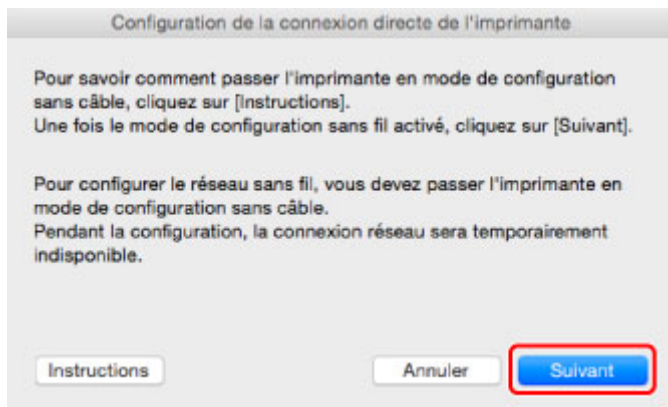 Configuration de la connexion directe de l'imprimante
Pour savoir comment passer l'imprimante en mode de configuration
sans câble, cliquez sur [Instructions].
Une fois le mode de configuration sans fil activé, cliquez sur [Suivant].
Pour configurer le réseau sans fil, vous devez passer l'imprimante en
mode de configuration sans câble.
Pendant la configuration, la connexion réseau sera temporairement
indisponible.
Instructions
Annuler
Suivant